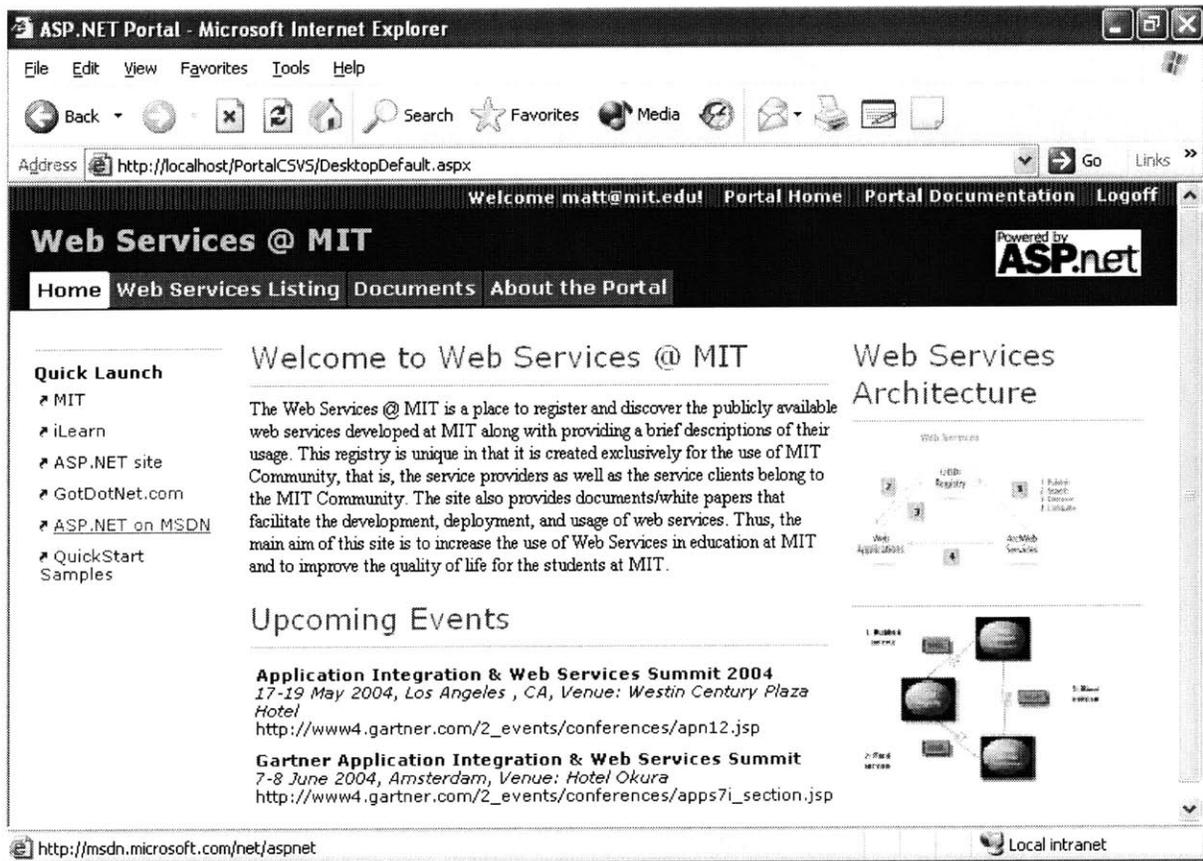 ASP.NET Portal - Microsoft Internet Explorer
File Edit View Favorites Tools Help
Back Search Favorites Media
Address http://localhost/PortalCSVS/DesktopDefault.aspx Go Links »
Welcome matt@mit.edu! Portal Home Portal Documentation Logoff
Web Services @ MIT
Powered by
ASP.net
Home Web Services Listing Documents About the Portal
Quick Launch
MIT
iLearn
ASP.NET site
GotDotNet.com
ASP.NET on MSDN
QuickStart
Samples
Welcome to Web Services @ MIT
The Web Services @ MIT is a place to register and discover the publicly available
web services developed at MIT along with providing a brief descriptions of their
usage. This registry is unique in that it is created exclusively for the use of MIT
Community, that is, the service providers as well as the service clients belong to
the MIT Community. The site also provides documents/white papers that
facilitate the development, deployment, and usage of web services. Thus, the
main aim of this site is to increase the use of Web Services in education at MIT
and to improve the quality of life for the students at MIT.
Upcoming Events
Application Integration & Web Services Summit 2004
17-19 May 2004, Los Angeles , CA, Venue: Westin Century Plaza
Hotel
http://www4.gartner.com/2_events/conferences/apn12.jsp
Gartner Application Integration & Web Services Summit
7-8 June 2004, Amsterdam, Venue: Hotel Okura
http://www4.gartner.com/2_events/conferences/apps7i_section.jsp
Web Services
Architecture
Web Services
Registry
2
3
4
Web
Applications
Services
http://msdn.microsoft.com/net/aspnet
Local intranet